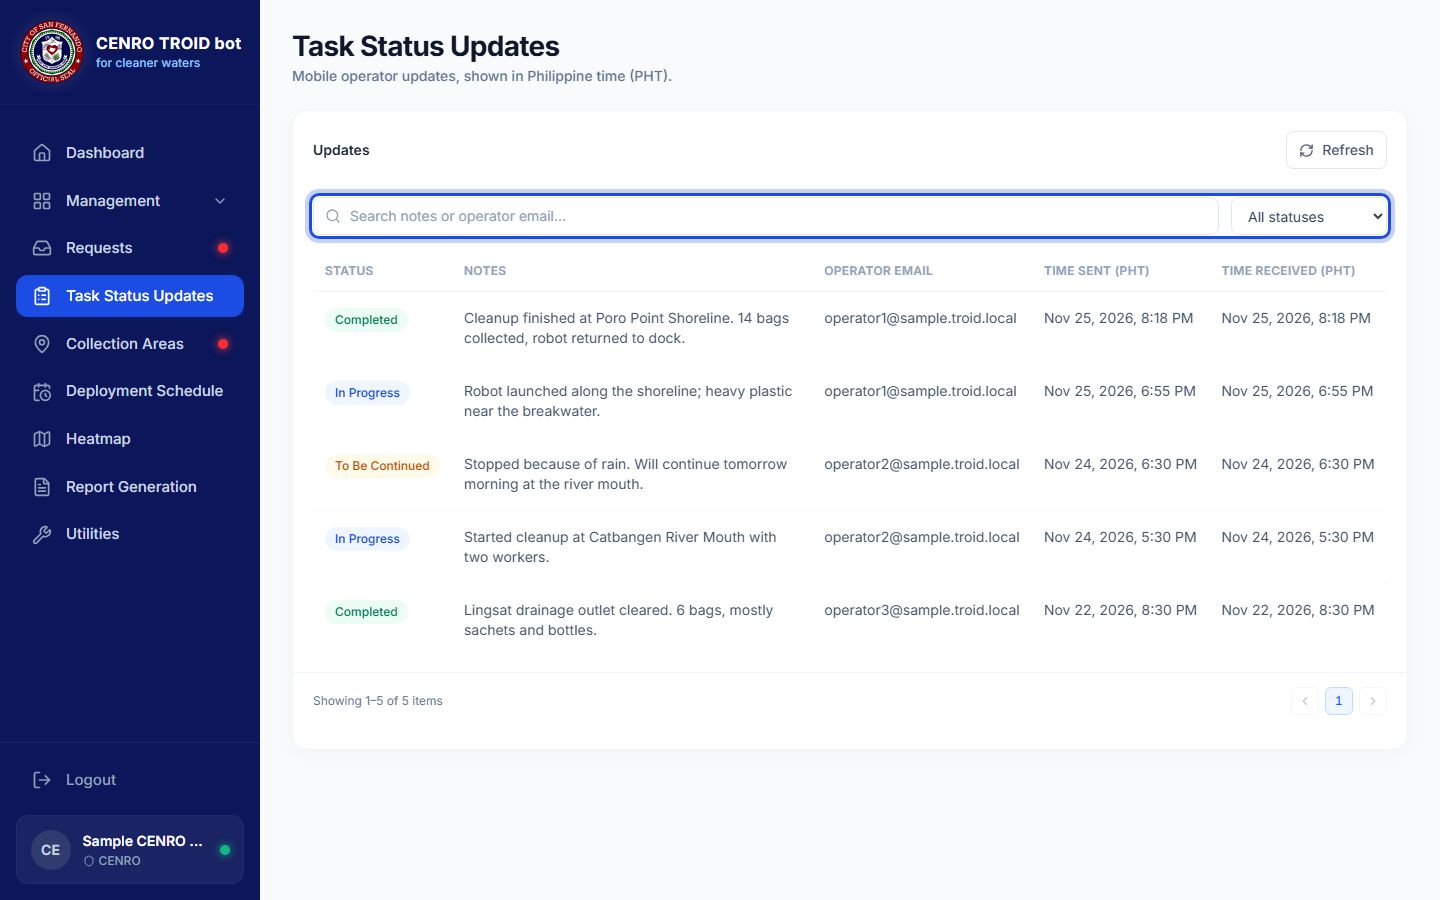 CITY OF SAN FERNANDO
OFFICIAL SEAL
CENRO TROID bot
for cleaner waters
Dashboard
Management
Requests
Task Status Updates
Collection Areas
Deployment Schedule
Heatmap
Report Generation
Utilities
Logout
CE
Sample CENRO ...
CENRO
Task Status Updates
Mobile operator updates, shown in Philippine time (PHT).
Updates
Refresh
Search notes or operator email...
All statuses
STATUS NOTES OPERATOR EMAIL TIME SENT (PHT) TIME RECEIVED (PHT)
Completed Cleanup finished at Poro Point Shoreline. 14 bags operator1@sample.troid.local Nov 25, 2026, 8:18 PM Nov 25, 2026, 8:18 PM
collected, robot returned to dock.
In Progress Robot launched along the shoreline; heavy plastic operator1@sample.troid.local Nov 25, 2026, 6:55 PM Nov 25, 2026, 6:55 PM
near the breakwater.
To Be Continued Stopped because of rain. Will continue tomorrow operator2@sample.troid.local Nov 24, 2026, 6:30 PM Nov 24, 2026, 6:30 PM
morning at the river mouth.
In Progress Started cleanup at Catbangen River Mouth with operator2@sample.troid.local Nov 24, 2026, 5:30 PM Nov 24, 2026, 5:30 PM
two workers.
Completed Lingsat drainage outlet cleared. 6 bags, mostly operator3@sample.troid.local Nov 22, 2026, 8:30 PM Nov 22, 2026, 8:30 PM
sachets and bottles.
Showing 1–5 of 5 items
1